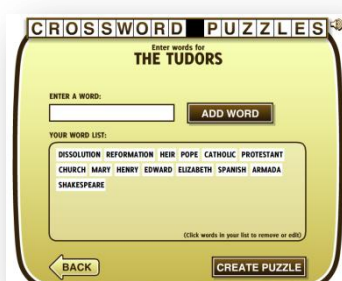 CROSSWORD PUZZLES
Enter words for
THE TUDORS
ENTER A WORD:
ADD WORD
YOUR WORD LIST:
DISSOLUTION REFORMATION HEIR POPE CATHOLIC PROTESTANT
CHURCH MARY HENRY EDWARD ELIZABETH SPANISH ARMADA
SHAKESPEARE
(Click words in your list to remove or edit)
BACK
CREATE PUZZLE